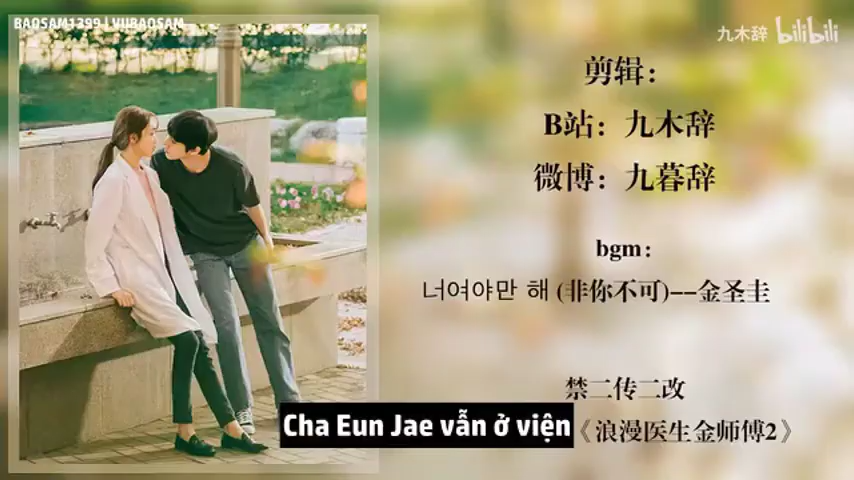 BAQSAM1399 | VIIBAQSAM
九木辞 bilibili
剪辑：
B站：九木辞
微博：九暮辞
bgm：
너여야만 해 (非你不可)--金圣圭
禁二传二改
Cha Eun Jae vẫn ở viện
《浪漫医生金师傅2》